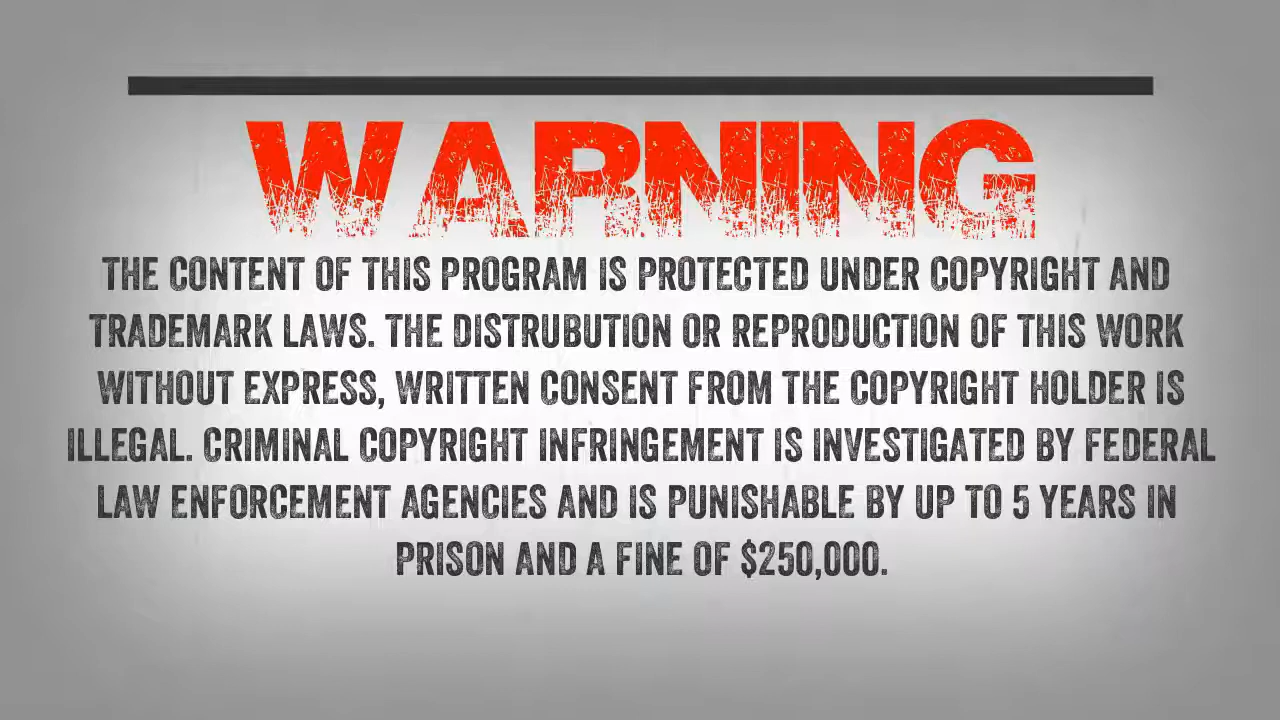 WARNING
THE CONTENT OF THIS PROGRAM IS PROTECTED UNDER COPYRIGHT AND
TRADEMARK LAWS. THE DISTRUBUTION OR REPRODUCTION OF THIS WORK
WITHOUT EXPRESS, WRITTEN CONSENT FROM THE COPYRIGHT HOLDER IS
ILLEGAL. CRIMINAL COPYRIGHT INFRINGEMENT IS INVESTIGATED BY FEDERAL
LAW ENFORCEMENT AGENCIES AND IS PUNISHABLE BY UP TO 5 YEARS IN
PRISON AND A FINE OF $250,000.